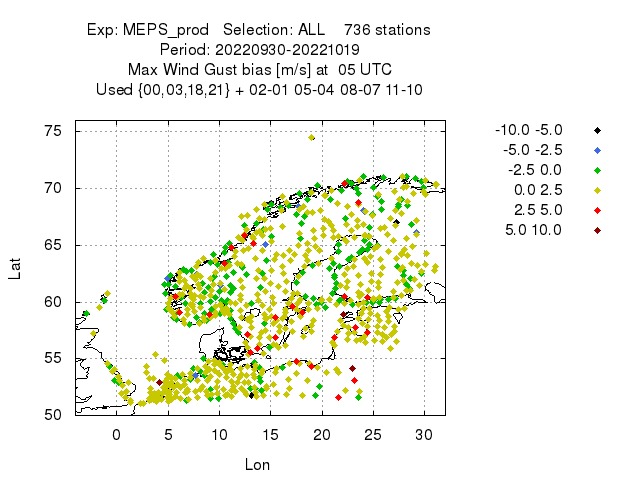 Exp: MEPS_prod   Selection: ALL    736 stations
Period: 20220930-20221019
Max Wind Gust bias [m/s] at  05 UTC
Used {00,03,18,21} + 02-01 05-04 08-07 11-10
-10.0 -5.0
-5.0 -2.5
-2.5 0.0
0.0 2.5
2.5 5.0
5.0 10.0
75
70
65
60
55
50
Lat
0 5 10 15 20 25 30
Lon